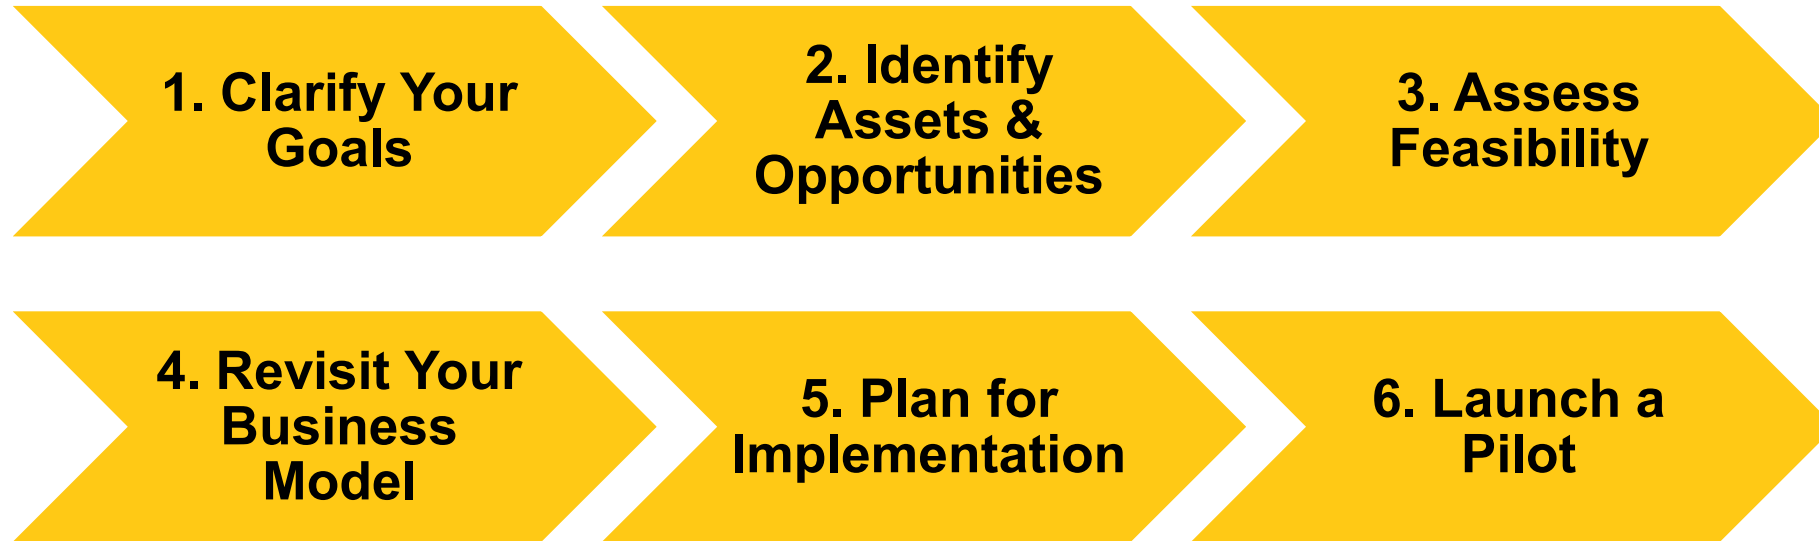 1. Clarify Your
Goals
2. Identify
Assets &
Opportunities
3. Assess
Feasibility
4. Revisit Your
Business
Model
5. Plan for
Implementation
6. Launch a
Pilot